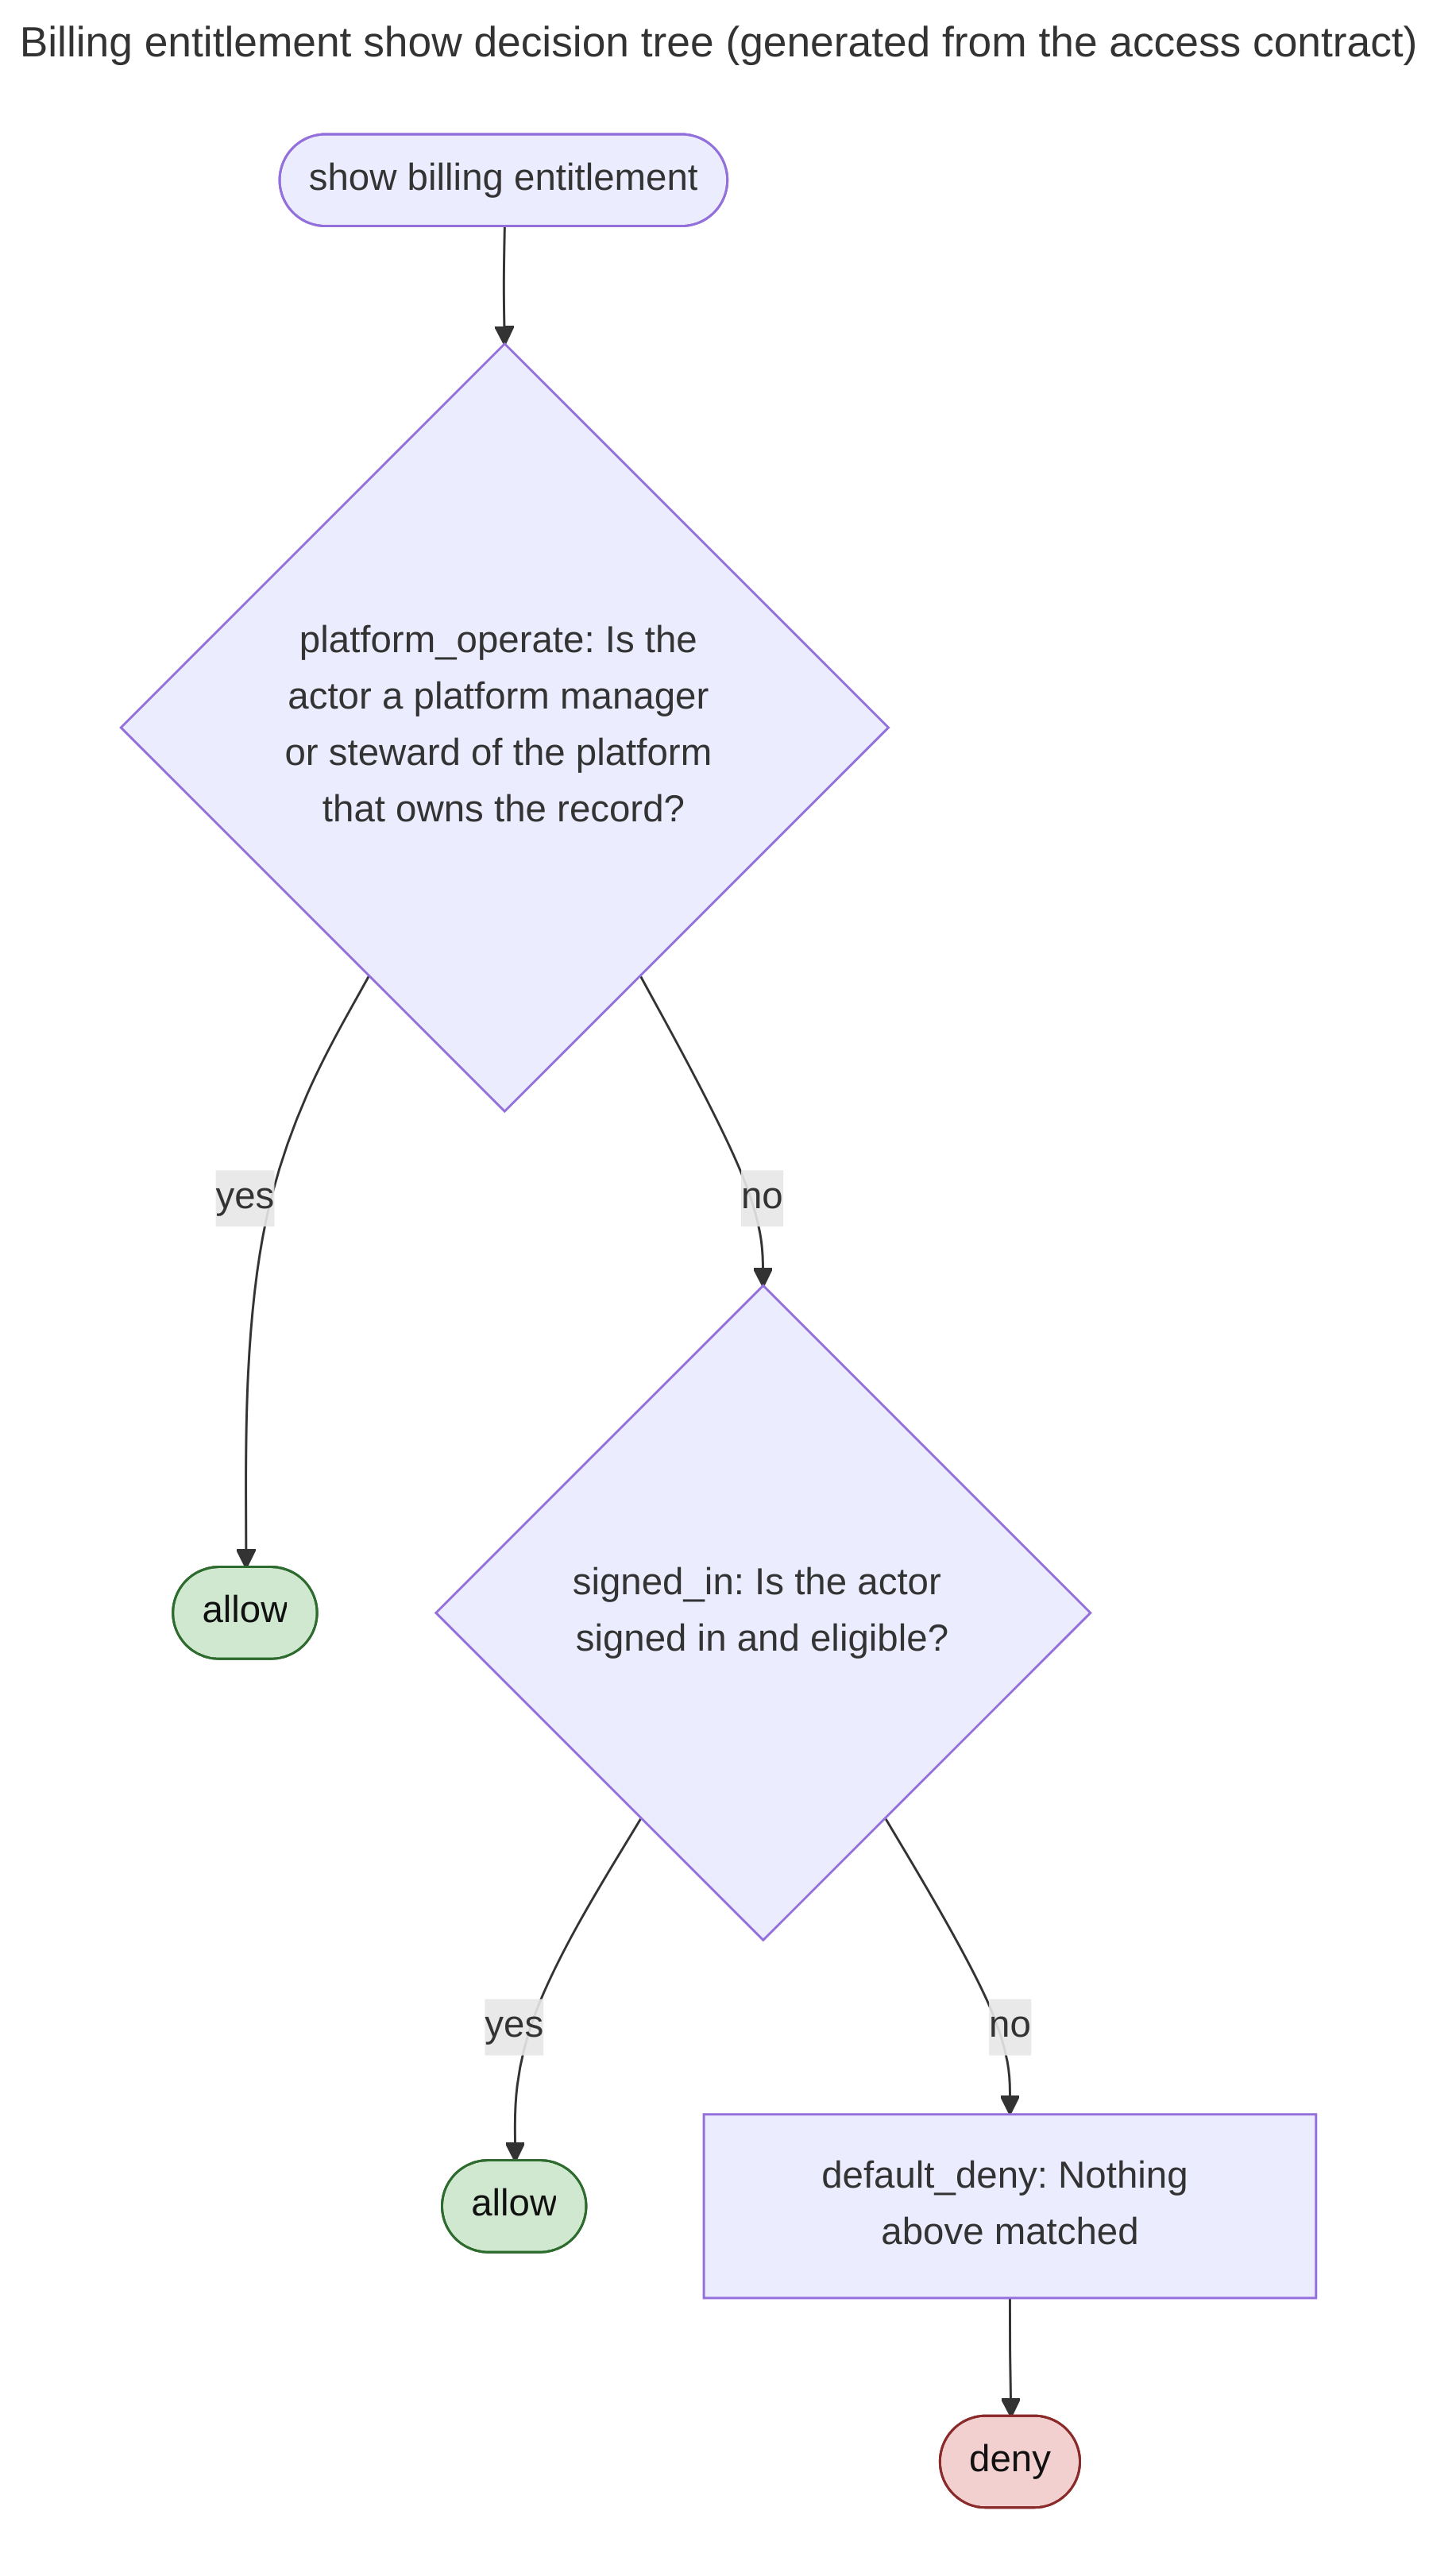 Billing entitlement show decision tree (generated from the access contract)
show billing entitlement
platform_operate: Is the
actor a platform manager
or steward of the platform
that owns the record?
yes
no
allow
signed_in: Is the actor
signed in and eligible?
yes
no
allow
default_deny: Nothing
above matched
deny